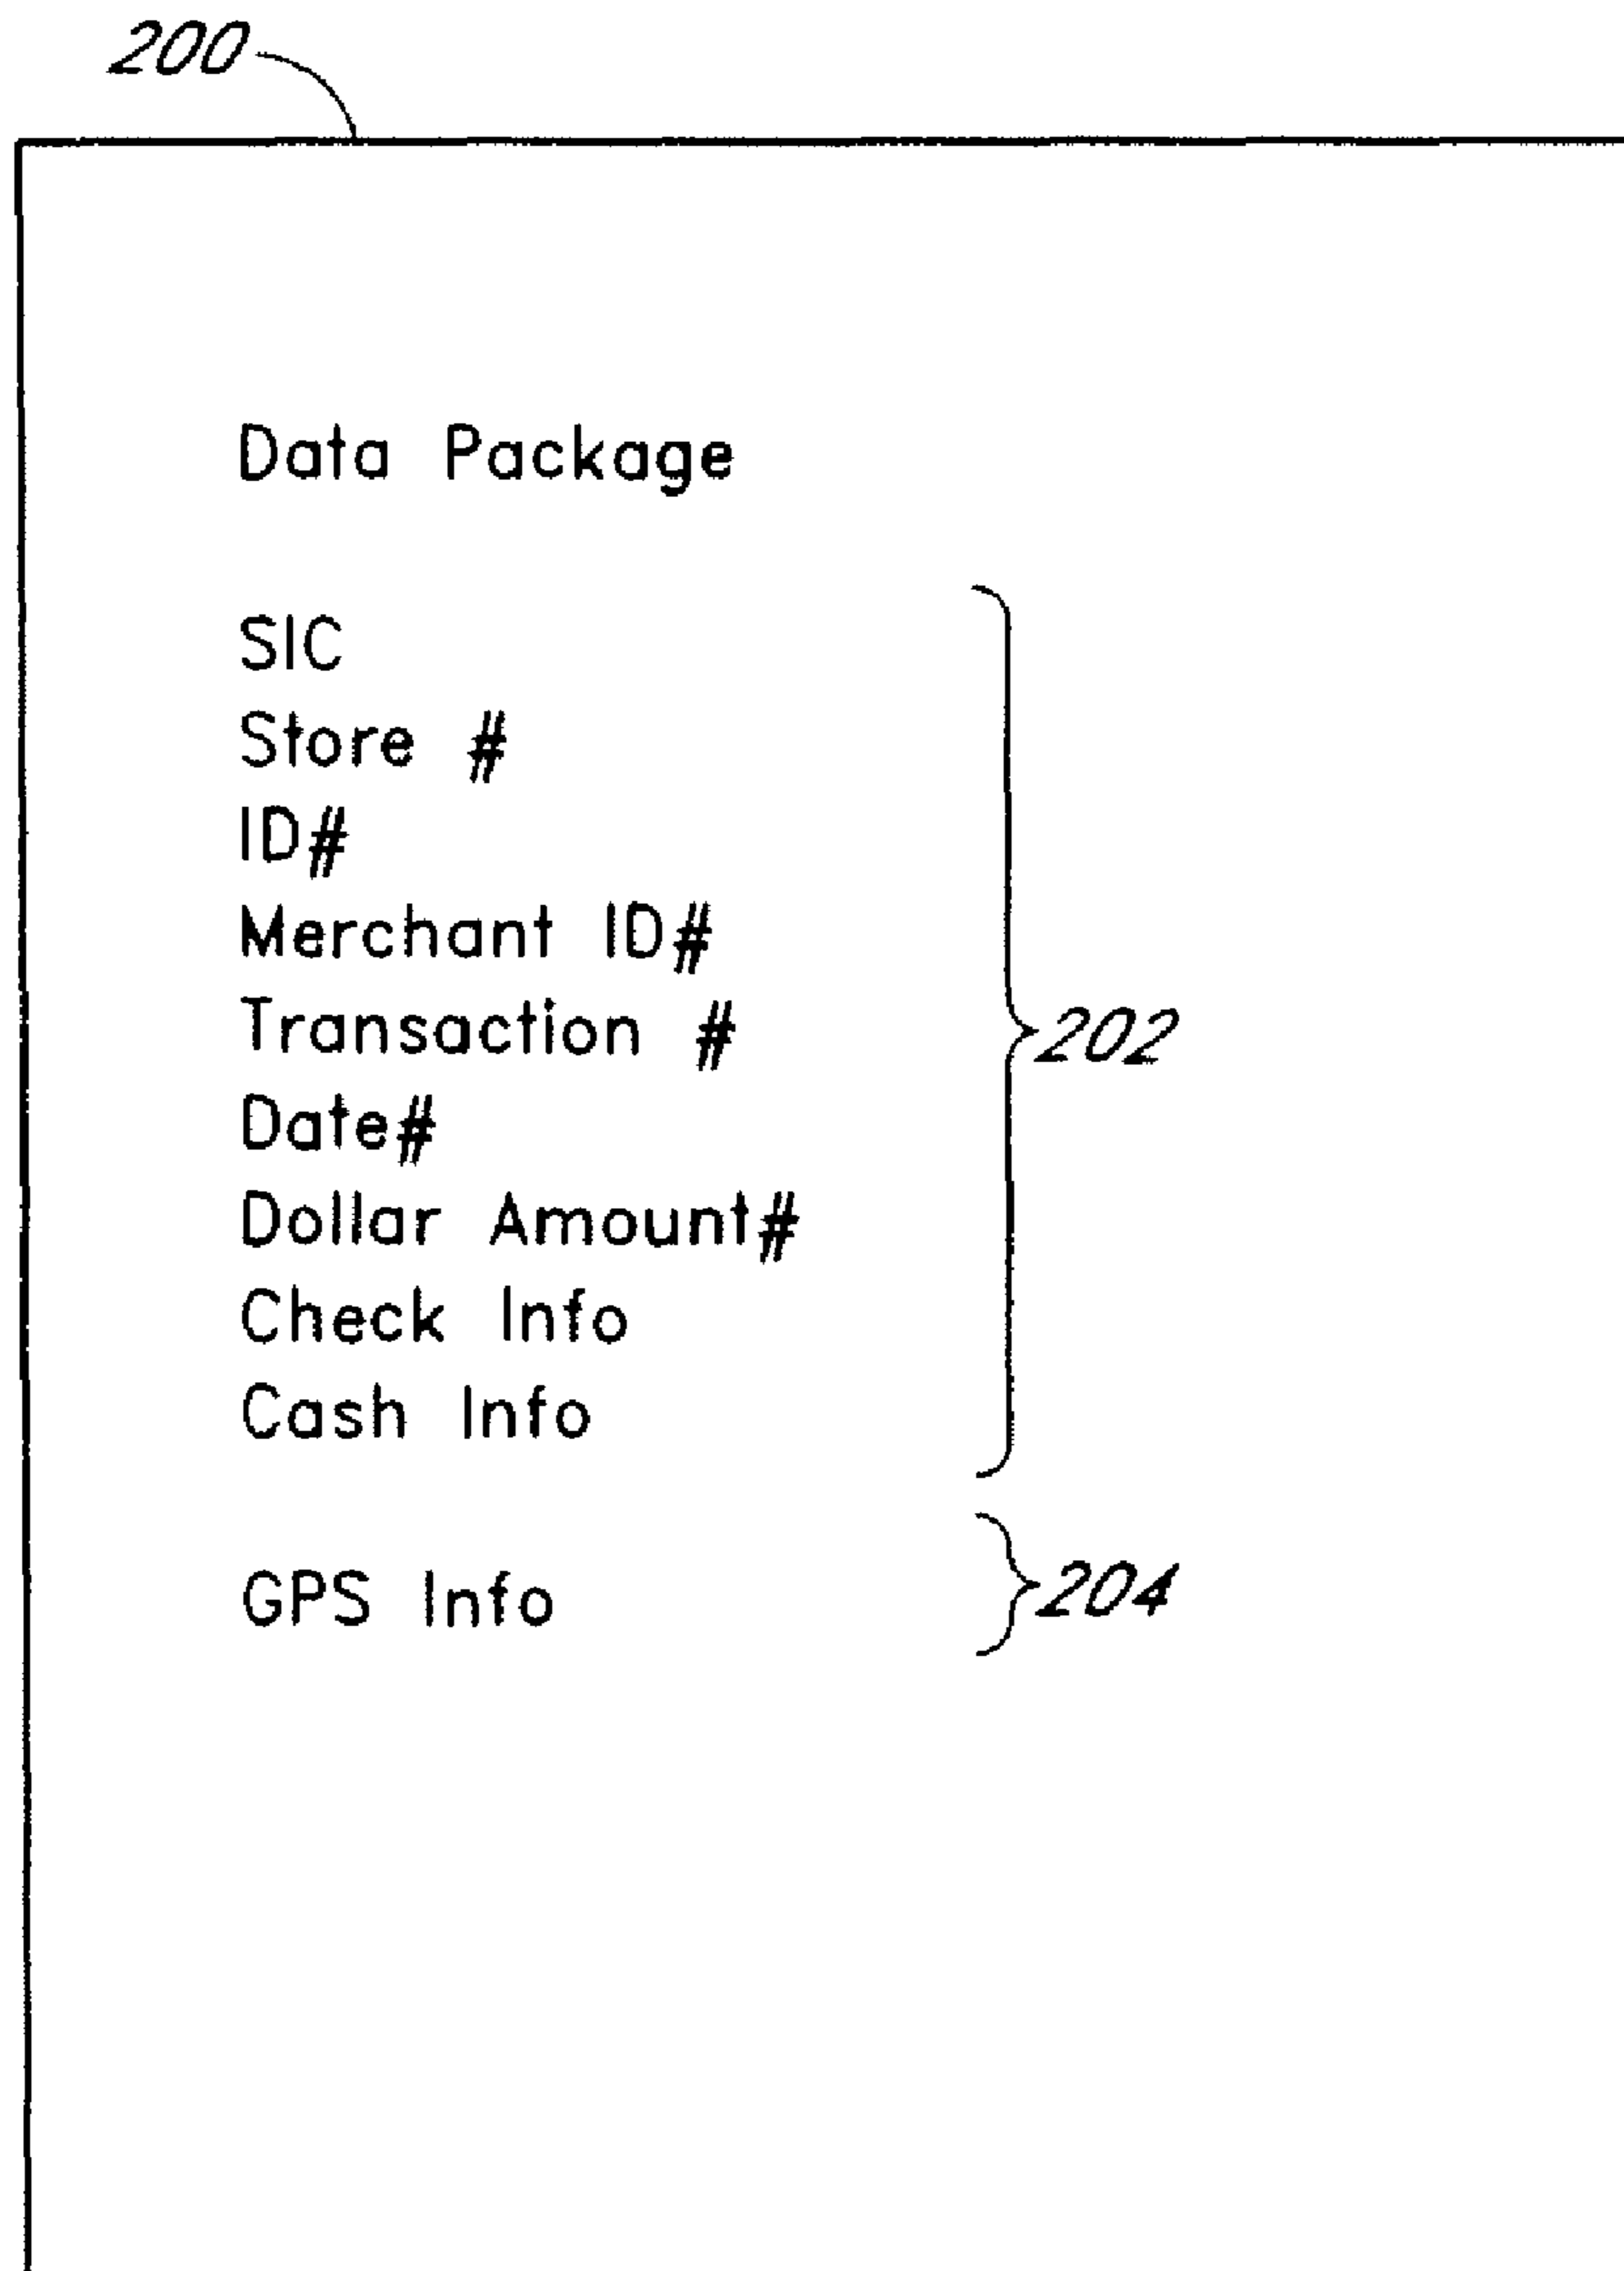 200
Data Package
SIC
Store #
ID#
Merchant ID#
Transaction #
202
Date#
Dollar Amount#
Check Info
Cash Info
GPS Info
204